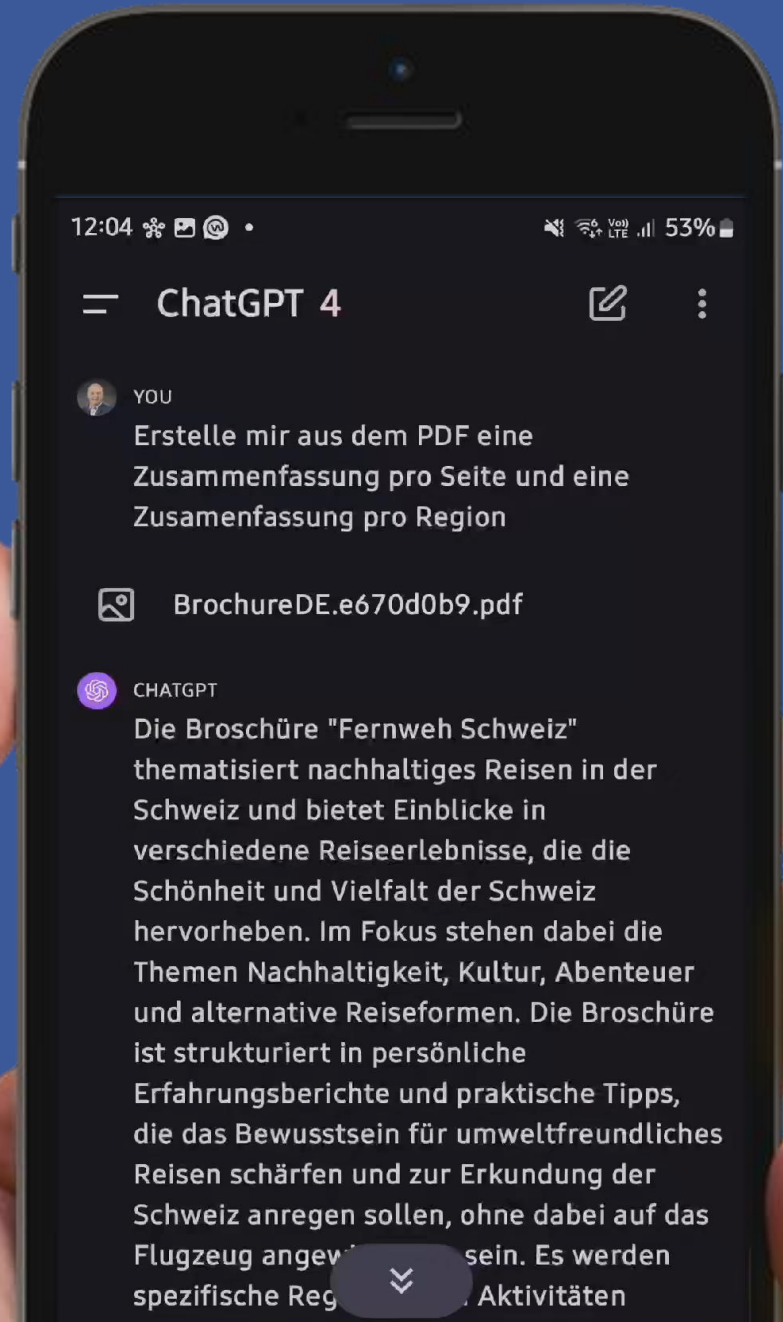 12:04
Vo)) LTE 53%
ChatGPT 4
YOU
Erstelle mir aus dem PDF eine
Zusammenfassung pro Seite und eine
Zusamenfassung pro Region
BrochureDE.e670d0b9.pdf
CHATGPT
Die Broschüre "Fernweh Schweiz"
thematisiert nachhaltiges Reisen in der
Schweiz und bietet Einblicke in
verschiedene Reiseerlebnisse, die die
Schönheit und Vielfalt der Schweiz
hervorheben. Im Fokus stehen dabei die
Themen Nachhaltigkeit, Kultur, Abenteuer
und alternative Reiseformen. Die Broschüre
ist strukturiert in persönliche
Erfahrungsberichte und praktische Tipps,
die das Bewusstsein für umweltfreundliches
Reisen schärfen und zur Erkundung der
Schweiz anregen sollen, ohne dabei auf das
Flugzeug sein. Es werden
spezifische Aktivitäten